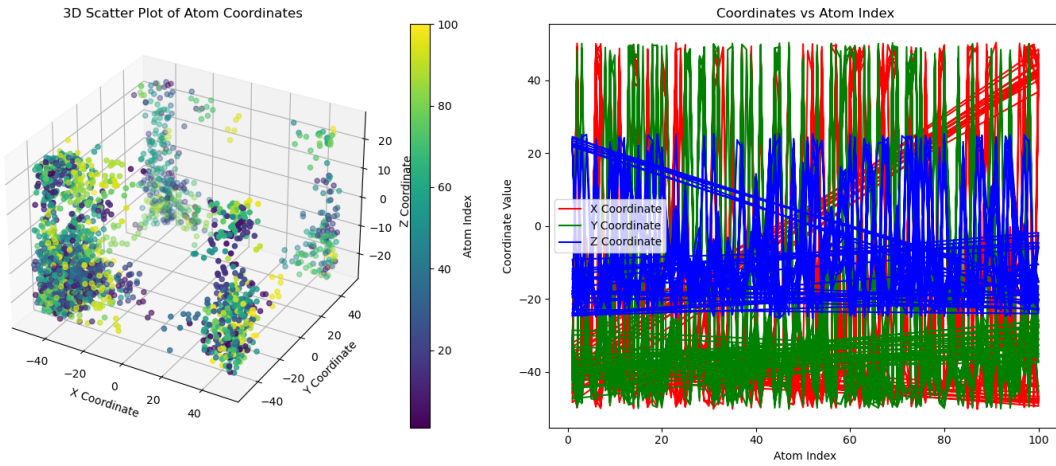 3D Scatter Plot of Atom Coordinates
20
10
0
−10
−20
Z Coordinate
−40
−20
0
20
40
X Coordinate
−40
−20
0
20
40
Y Coordinate
100
80
60
40
20
Atom Index
Coordinates vs Atom Index
40
20
0
−20
−40
Coordinate Value
X Coordinate
Y Coordinate
Z Coordinate
0
20
40
60
80
100
Atom Index